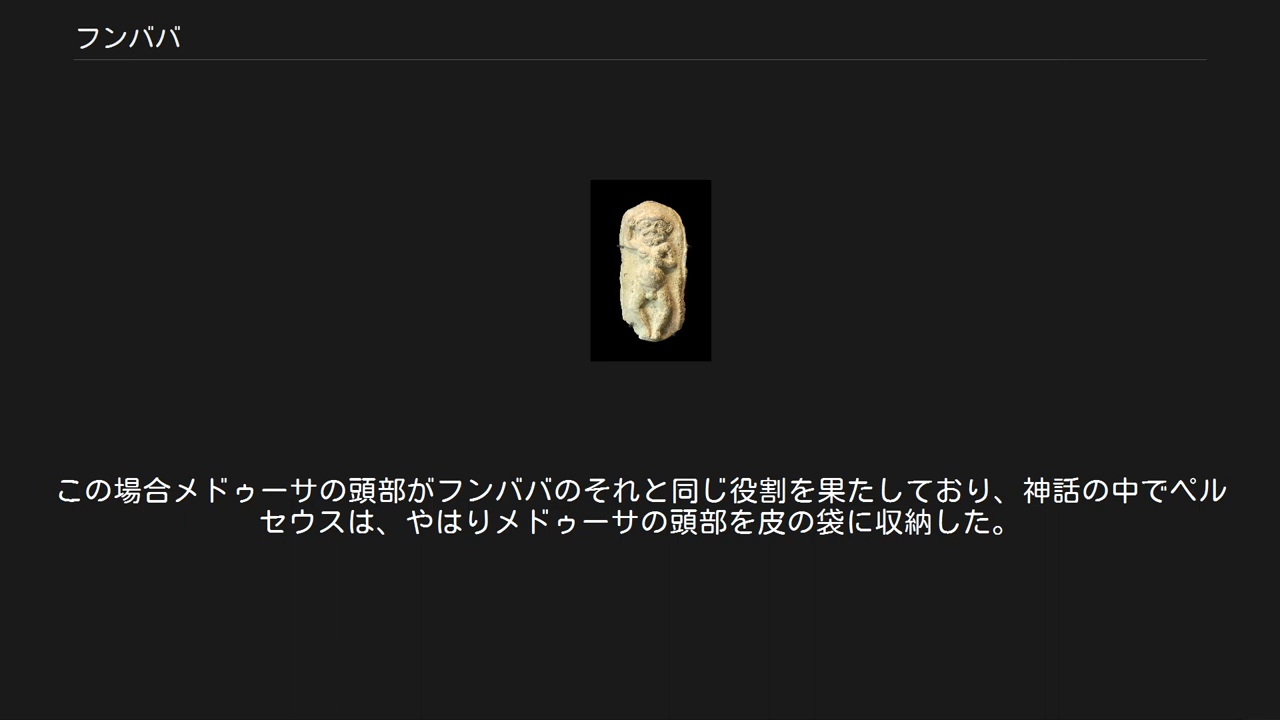 フンババ
この場合メドゥーサの頭部がフンババのそれと同じ役割を果たしており、神話の中でペル
セウスは、やはりメドゥーサの頭部を皮の袋に収納した。